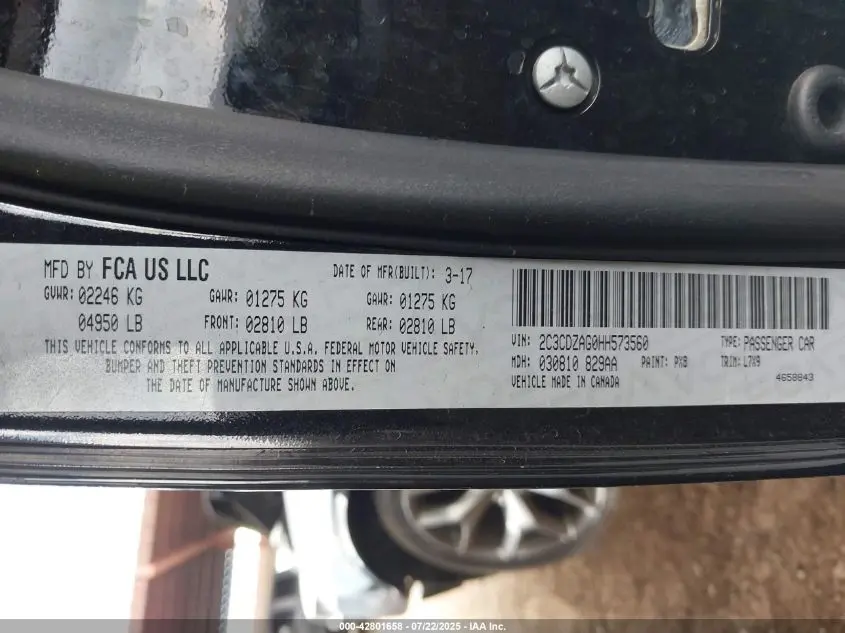 MFD BY FCA US LLC
DATE OF MFR(BUILT): 3-17
GVWR: 02246 KG GAWR: 01275 KG GAWR: 01275 KG
04950 LB FRONT: 02810 LB REAR: 02810 LB
THIS VEHICLE CONFORMS TO ALL APPLICABLE U.S.A. FEDERAL MOTOR VEHICLE SAFETY,
BUMPER AND THEFT PREVENTION STANDARDS IN EFFECT ON
THE DATE OF MANUFACTURE SHOWN ABOVE.
VIN: 2C3CDZAG0HH573560 TYPE: PASSENGER CAR
MDH: 030810 829AA PAINT: PX8 TRIM: L7X9
VEHICLE MADE IN CANADA 4658843
000-42801658 - 07/22/2025 - IAA Inc.